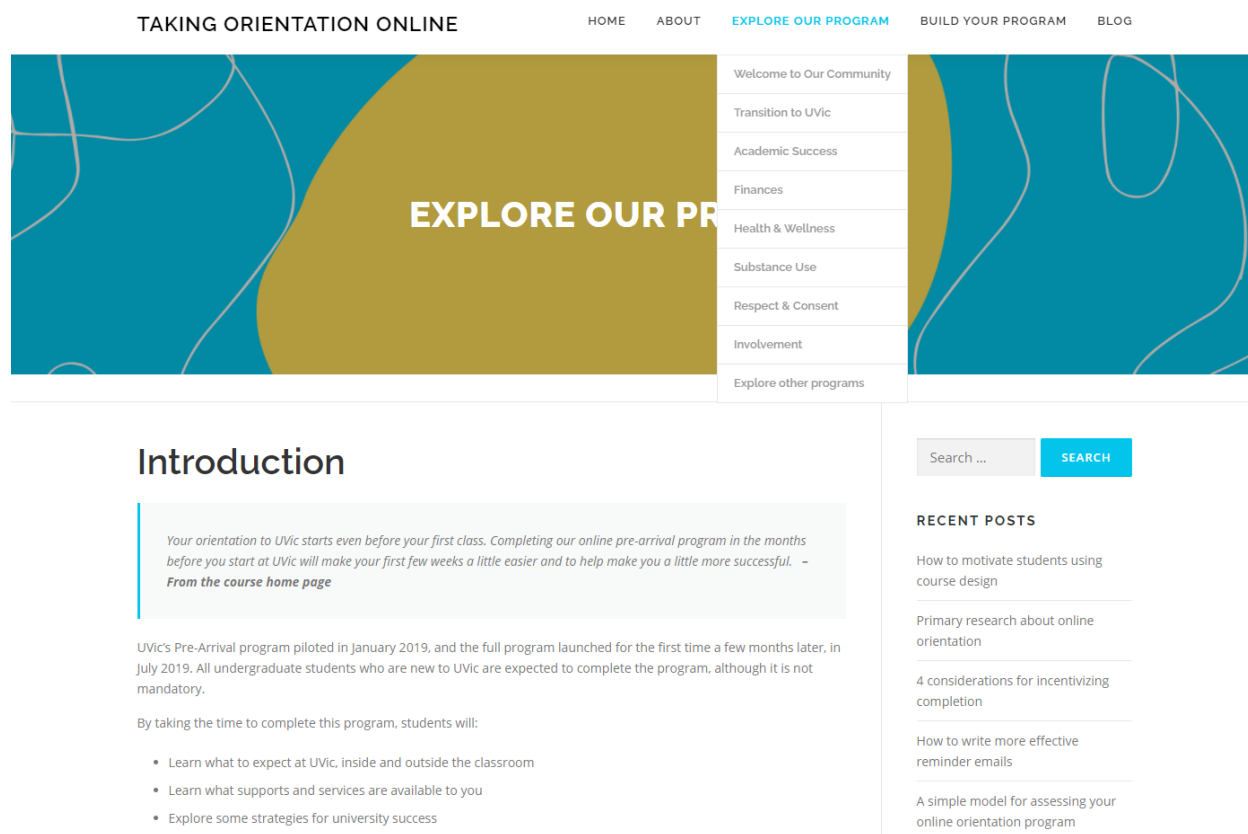 TAKING ORIENTATION ONLINE
HOME
ABOUT
EXPLORE OUR PROGRAM
BUILD YOUR PROGRAM
BLOG
Welcome to Our Community
Transition to UVic
Academic Success
Finances
Health & Wellness
Substance Use
Respect & Consent
Involvement
Explore other programs
EXPLORE OUR PR
Introduction
Your orientation to UVic starts even before your first class. Completing our online pre-arrival program in the months
before you start at UVic will make your first few weeks a little easier and to help make you a little more successful. –
From the course home page
UVic’s Pre-Arrival program piloted in January 2019, and the full program launched for the first time a few months later, in
July 2019. All undergraduate students who are new to UVic are expected to complete the program, although it is not
mandatory.
By taking the time to complete this program, students will:
• Learn what to expect at UVic, inside and outside the classroom
• Learn what supports and services are available to you
• Explore some strategies for university success
Search ...
SEARCH
RECENT POSTS
How to motivate students using
course design
Primary research about online
orientation
4 considerations for incentivizing
completion
How to write more effective
reminder emails
A simple model for assessing your
online orientation program